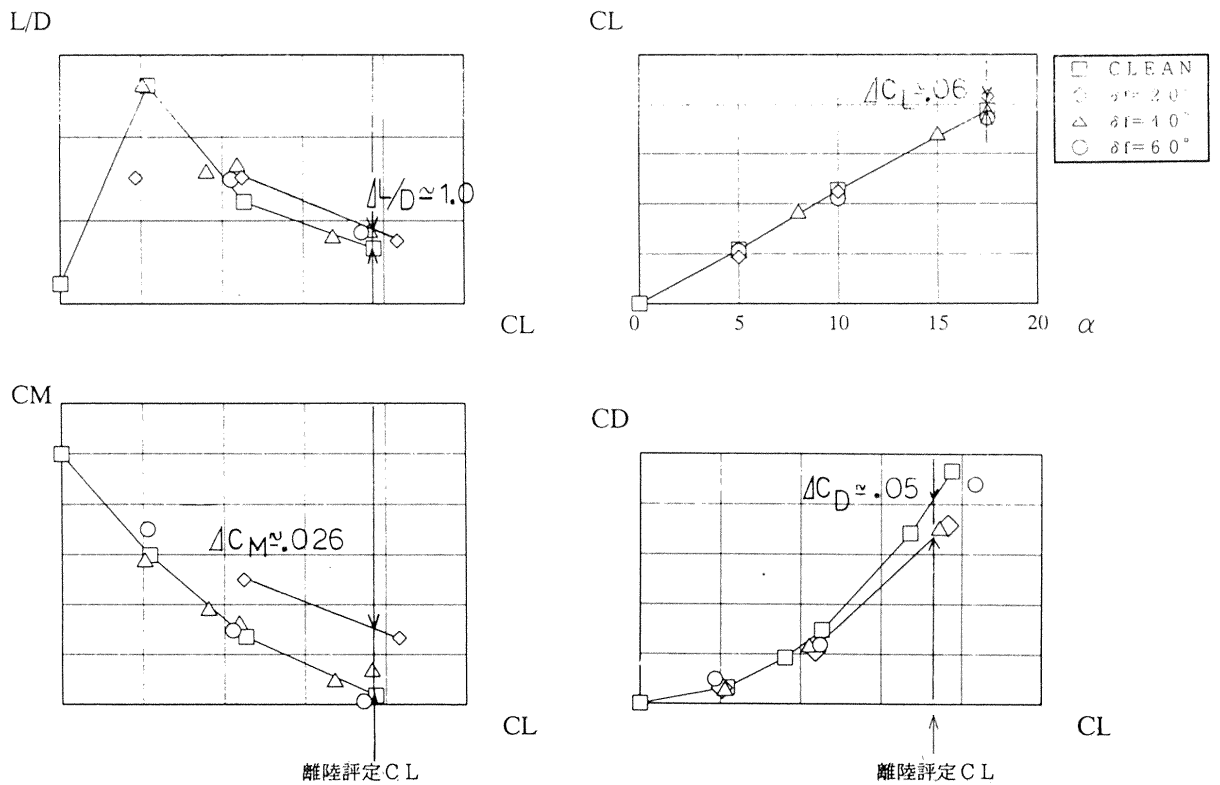 L/D
ΔL/D≃1.0
CL
CL
ΔCL≃.06
0 5 10 15 20 α
□ CLEAN
◇ δf=20°
△ δf=40°
○ δf=60°
CM
ΔCM≃.026
CL
離陸評定CL
CD
ΔCD≃.05
CL
離陸評定CL